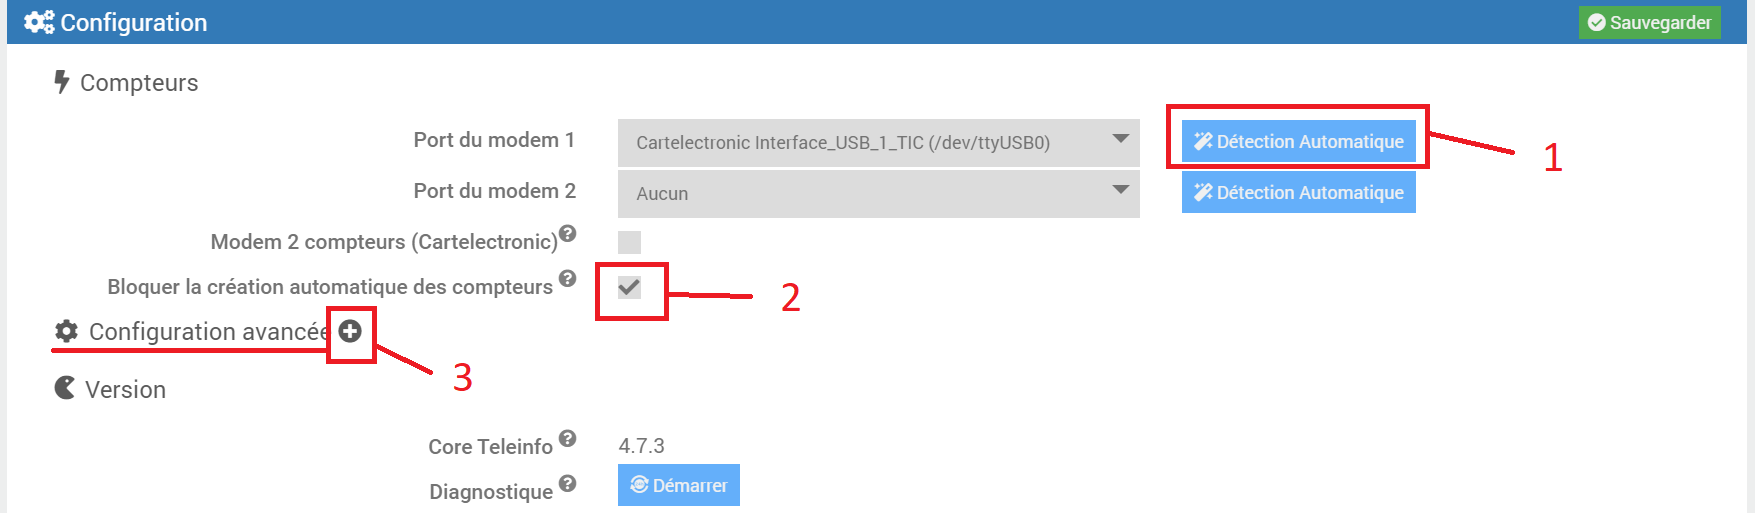 Configuration
Sauvegarder
Compteurs
Port du modem 1
Cartelectronic Interface_USB_1_TIC (/dev/ttyUSB0)
Détection Automatique
1
Port du modem 2
Aucun
Détection Automatique
Modem 2 compteurs (Cartelectronic)
Bloquer la création automatique des compteurs
2
Configuration avancée
3
Version
Core Teleinfo
4.7.3
Diagnostique
Démarrer